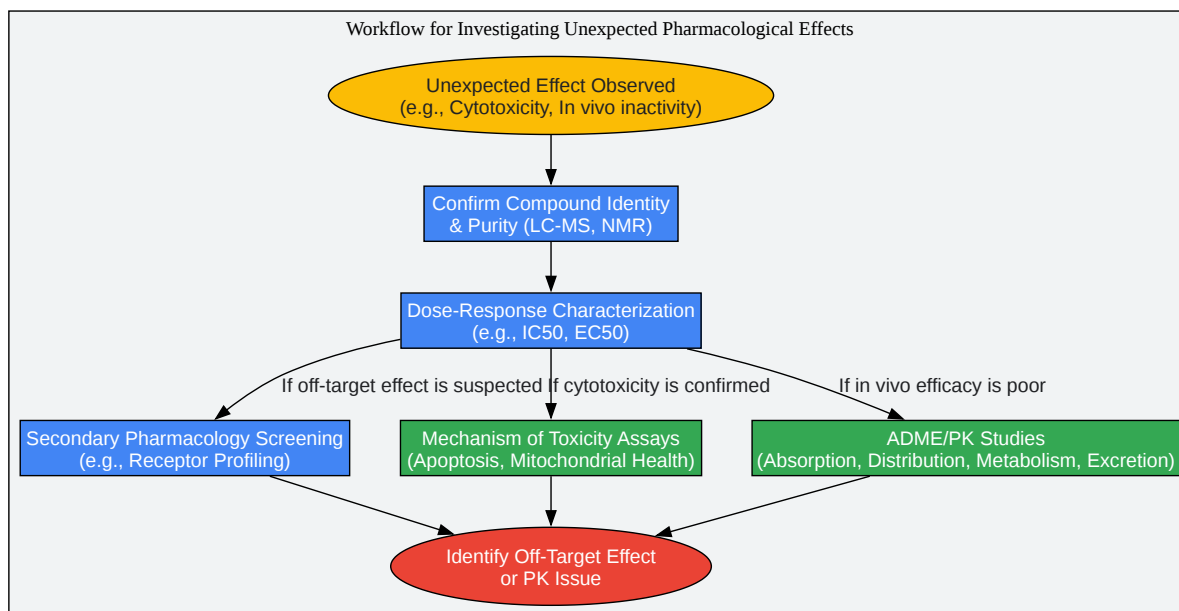 Workflow for Investigating Unexpected Pharmacological Effects
Unexpected Effect Observed
(e.g., Cytotoxicity, In vivo inactivity)
Confirm Compound Identity
& Purity (LC-MS, NMR)
Dose-Response Characterization
(e.g., IC50, EC50)
If off-target effect is suspected
If cytotoxicity is confirmed
If in vivo efficacy is poor
Secondary Pharmacology Screening
(e.g., Receptor Profiling)
Mechanism of Toxicity Assays
(Apoptosis, Mitochondrial Health)
ADME/PK Studies
(Absorption, Distribution, Metabolism, Excretion)
Identify Off-Target Effect
or PK Issue